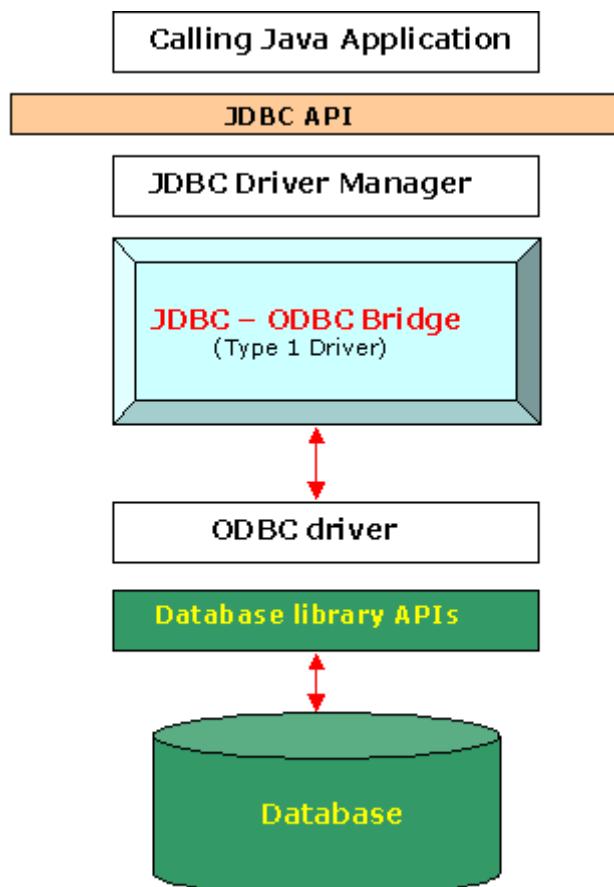 Calling Java Application
JDBC API
JDBC Driver Manager
JDBC – ODBC Bridge
(Type 1 Driver)
ODBC driver
Database library APIs
Database